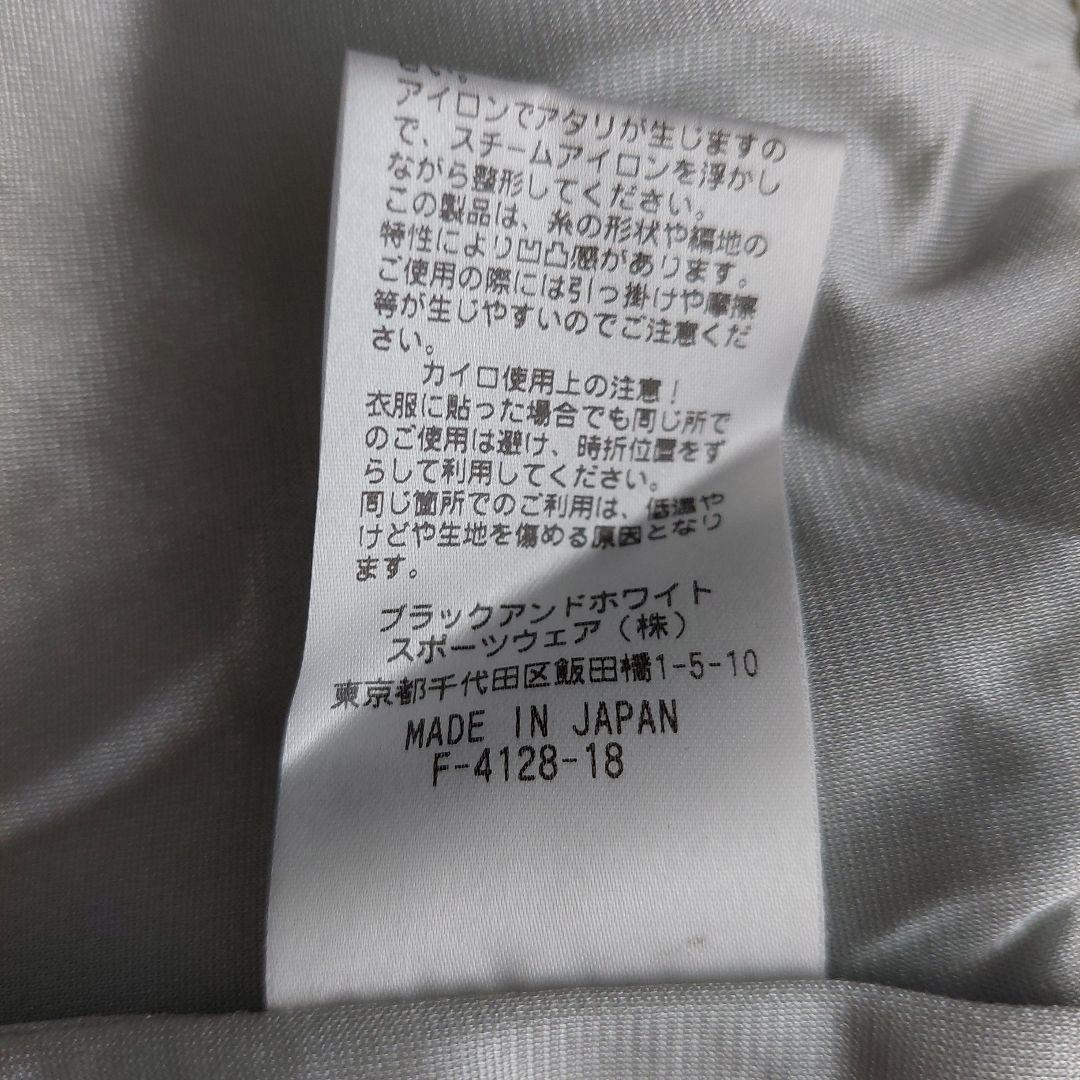 い。
アイロンでアタリが生じますの
で、スチームアイロンを浮かし
ながら整形してください。
この製品は、糸の形状や編地の
特性により凹凸感があります。
ご使用の際には引っ掛けや摩擦
等が生じやすいのでご注意くだ
さい。
カイロ使用上の注意!
衣服に貼った場合でも同じ所で
のご使用は避け、時折位置をず
らして利用してください。
同じ箇所でのご利用は、低温や
けどや生地を傷める原因となり
ます。
ブラックアンドホワイト
スポーツウェア(株)
東京都千代田区飯田橋1-5-10
MADE IN JAPAN
F-4128-18